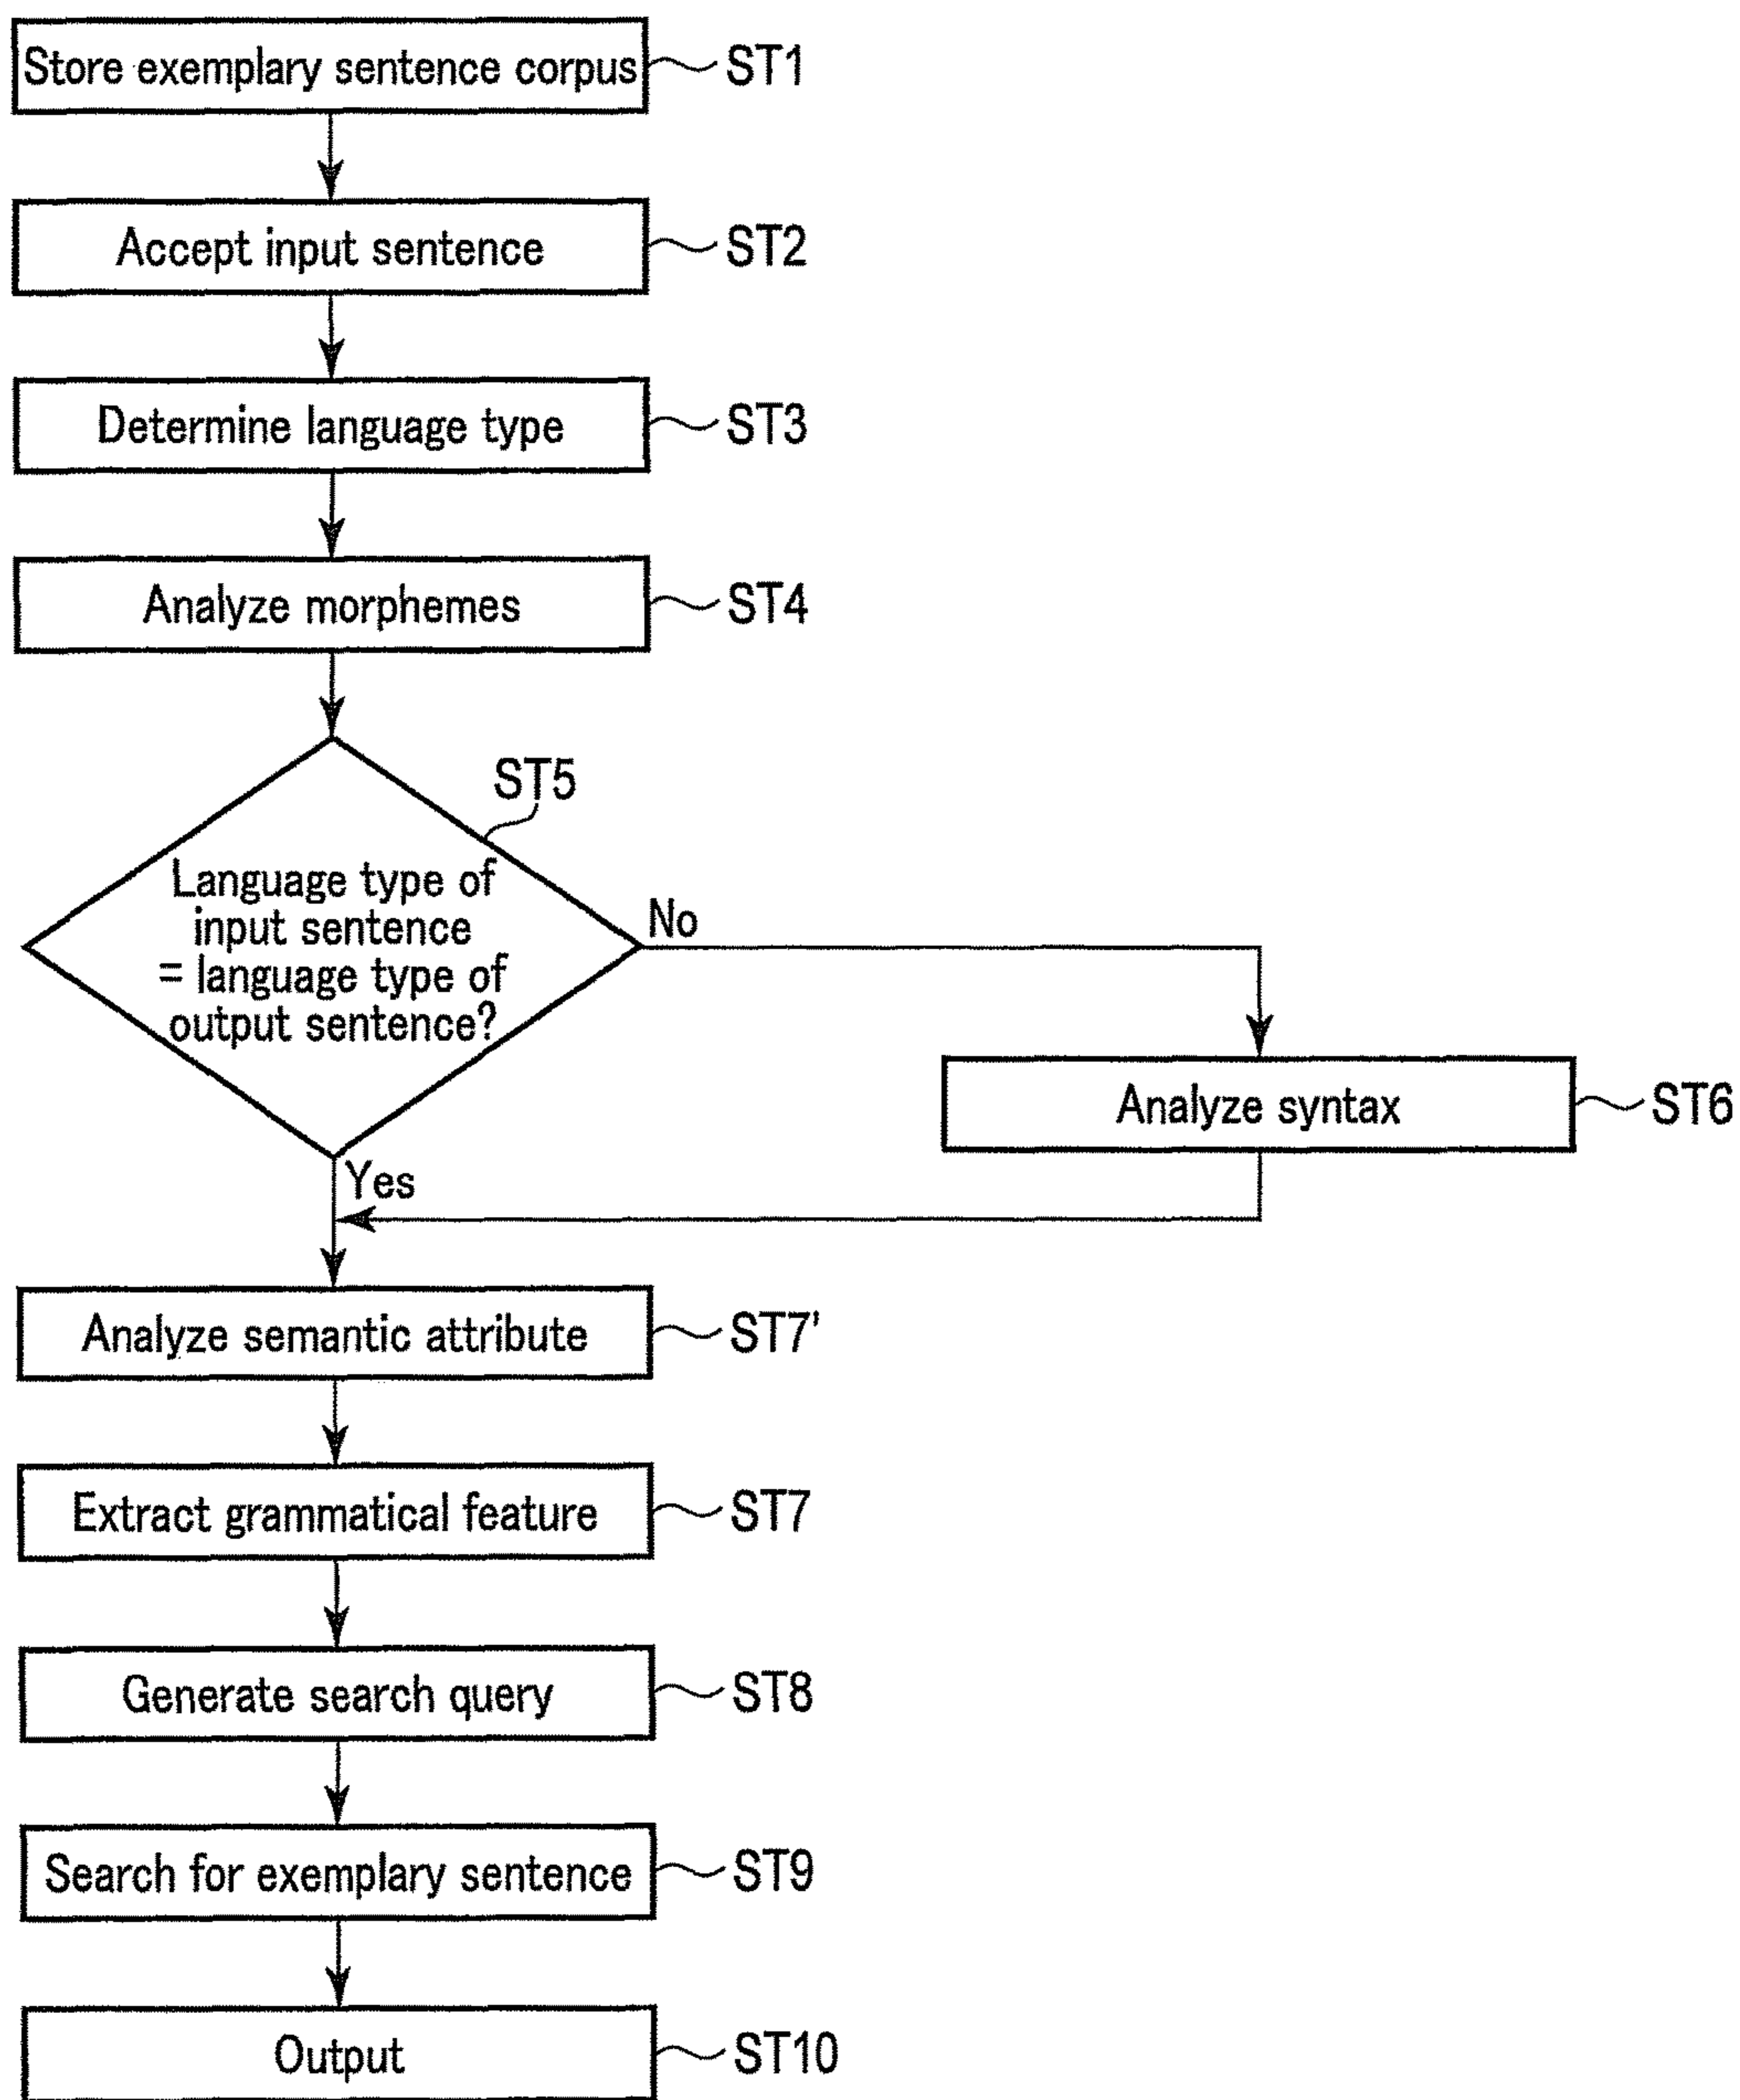 Store exemplary sentence corpus ST1
Accept input sentence ST2
Determine language type ST3
Analyze morphemes ST4
ST5
Language type of
input sentence
= language type of
output sentence?
No
Analyze syntax ST6
Yes
Analyze semantic attribute ST7'
Extract grammatical feature ST7
Generate search query ST8
Search for exemplary sentence ST9
Output ST10